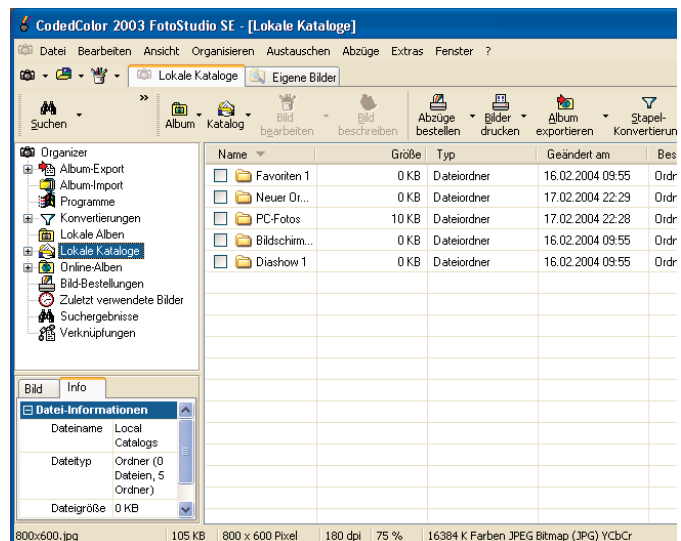 CodedColor 2003 FotoStudio SE - [Lokale Kataloge]
Datei Bearbeiten Ansicht Organisieren Austauschen Abzüge Extras Fenster ?
Lokale Kataloge Eigene Bilder
Suchen » Album Katalog Bild bearbeiten Bild beschreiben Abzüge bestellen Bilder drucken Album exportieren Stapel-
Organizer
Album-Export
Album-Import
Programme
Konvertierungen
Lokale Alben
Lokale Kataloge
Online-Alben
Bild-Bestellungen
Zuletzt verwendete Bilder
Suchergebnisse
Verknüpfungen
Name Größe Typ Geändert am
Favoriten 1 0 KB Dateiordner 16.02.2004 09:55
Neuer Or... 0 KB Dateiordner 17.02.2004 22:29
PC-Fotos 10 KB Dateiordner 17.02.2004 22:28
Bildschirm... 0 KB Dateiordner 16.02.2004 09:55
Diashow 1 0 KB Dateiordner 16.02.2004 09:55
Bild Info
Datei-Informationen
Dateiname Local Catalogs
Dateityp Ordner (0 Dateien, 5 Ordner)
Dateigröße 0 KB
800x600.jpg 105 KB 800 x 600 Pixel 180 dpi 75 % 16384 K Farben JPEG Bitmap (JPG) YCbCr